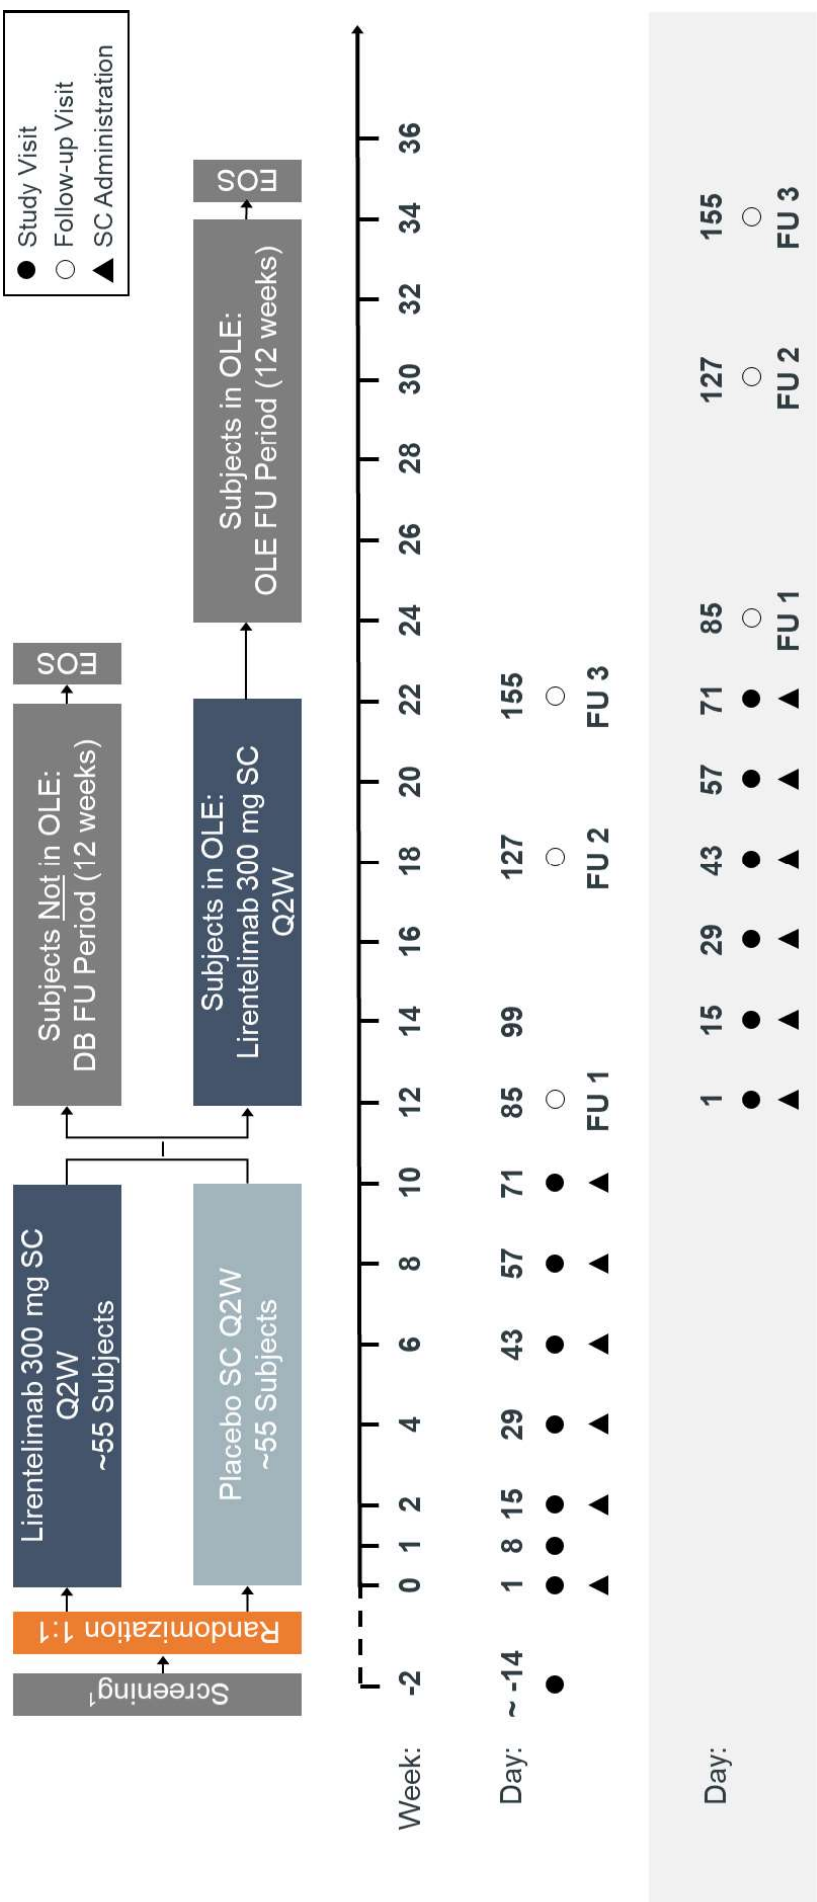 ● Study Visit
○ Follow-up Visit
▲ SC Administration
Screening¹
Randomization 1:1
Lirentelimab 300 mg SC
Q2W
~55 Subjects
Placebo SC Q2W
~55 Subjects
Subjects Not in OLE:
DB FU Period (12 weeks)
EOS
Subjects in OLE:
Lirentelimab 300 mg SC
Q2W
Subjects in OLE:
OLE FU Period (12 weeks)
EOS
Week: -2 0 1 2 4 6 8 10 12 14 16 18 20 22 24 26 28 30 32 34 36
Day: ~ -14 1 8 15 29 43 57 71 85 99 127 155
FU 1 FU 2 FU 3
Day: 1 15 29 43 57 71 85 127 155
FU 1 FU 2 FU 3